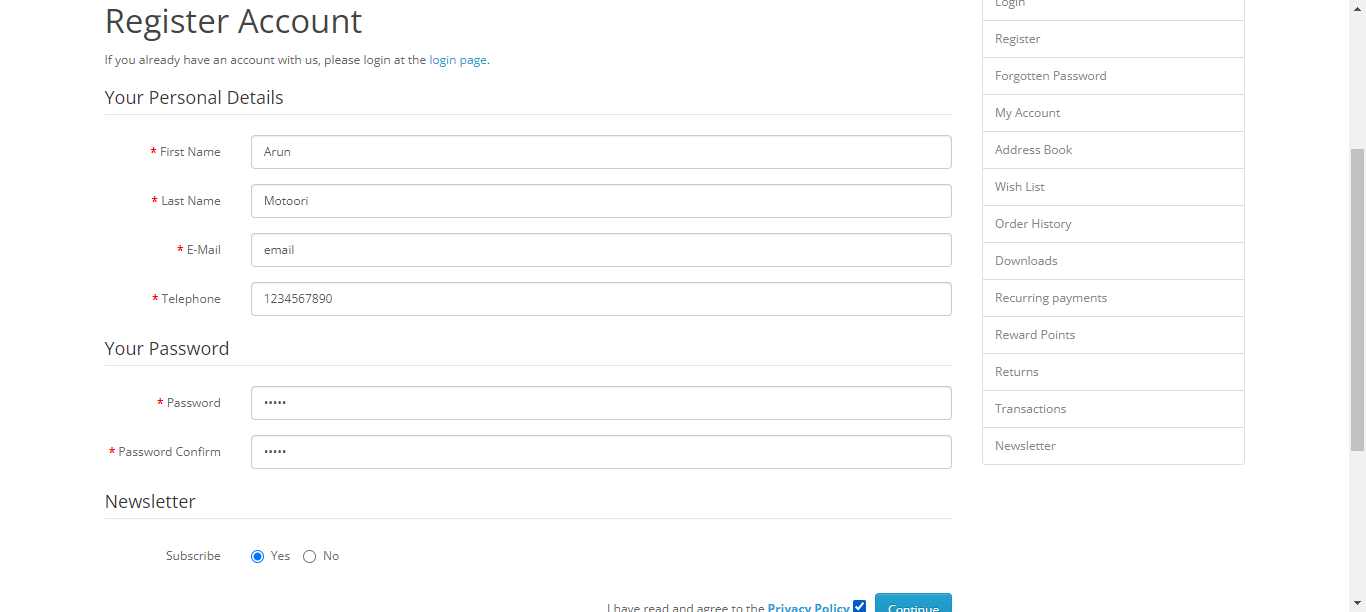 Register Account
If you already have an account with us, please login at the login page.
Your Personal Details
* First Name Arun
* Last Name Motoori
* E-Mail email
* Telephone 1234567890
Your Password
* Password •••••
* Password Confirm •••••
Newsletter
Subscribe Yes No
I have read and agree to the Privacy Policy Continue
Login
Register
Forgotten Password
My Account
Address Book
Wish List
Order History
Downloads
Recurring payments
Reward Points
Returns
Transactions
Newsletter